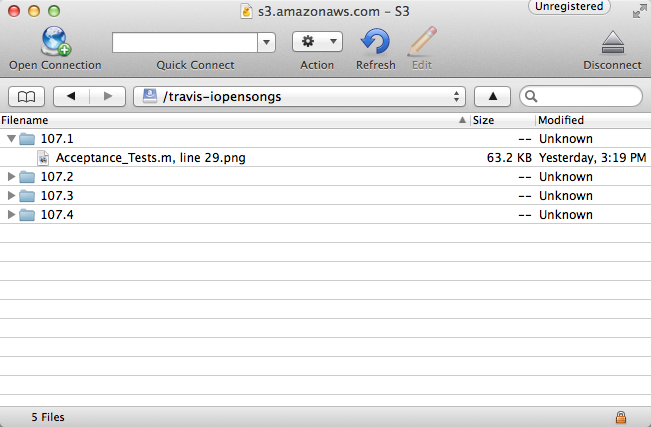 s3.amazonaws.com – S3
Unregistered
Open Connection
Quick Connect
Action
Refresh
Edit
Disconnect
/travis-iopensongs
Filename Size Modified
107.1 -- Unknown
Acceptance_Tests.m, line 29.png 63.2 KB Yesterday, 3:19 PM
107.2 -- Unknown
107.3 -- Unknown
107.4 -- Unknown
5 Files